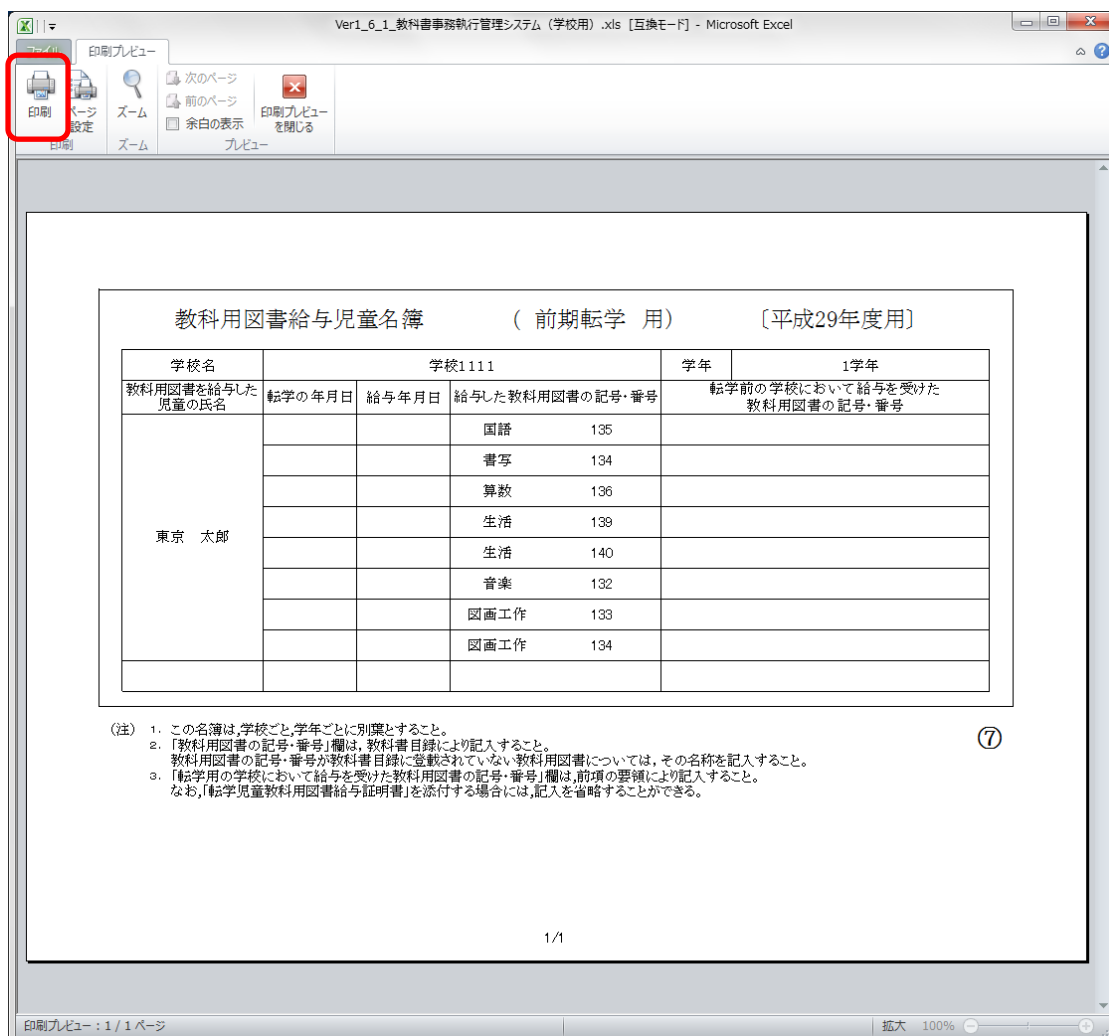 Ver1_6_1_教科書事務執行管理システム（学校用）.xls [互換モード] - Microsoft Excel
ファイル 印刷プレビュー
印刷 ページ設定 ズーム 次のページ 前のページ 余白の表示 印刷プレビューを閉じる
印刷 ズーム プレビュー
教科用図書給与児童名簿 ( 前期転学 用) 〔平成29年度用〕
学校名 学校1111 学年 1学年
教科用図書を給与した児童の氏名 転学の年月日 給与年月日 給与した教科用図書の記号・番号 転学前の学校において給与を受けた教科用図書の記号・番号
東京 太郎
国語 135
書写 134
算数 136
生活 139
生活 140
音楽 132
図画工作 133
図画工作 134
(注) 1. この名簿は,学校ごと,学年ごとに別葉とすること。
2. 「教科用図書の記号・番号」欄は, 教科書目録により記入すること。
教科用図書の記号・番号が教科書目録に登載されていない教科用図書については, その名称を記入すること。
3. 「転学用の学校において給与を受けた教科用図書の記号・番号」欄は,前項の要領により記入すること。
なお,「転学児童教科用図書給与証明書」を添付する場合には,記入を省略することができる。
⑦
1/1
印刷プレビュー : 1 / 1 ページ 拡大 100%